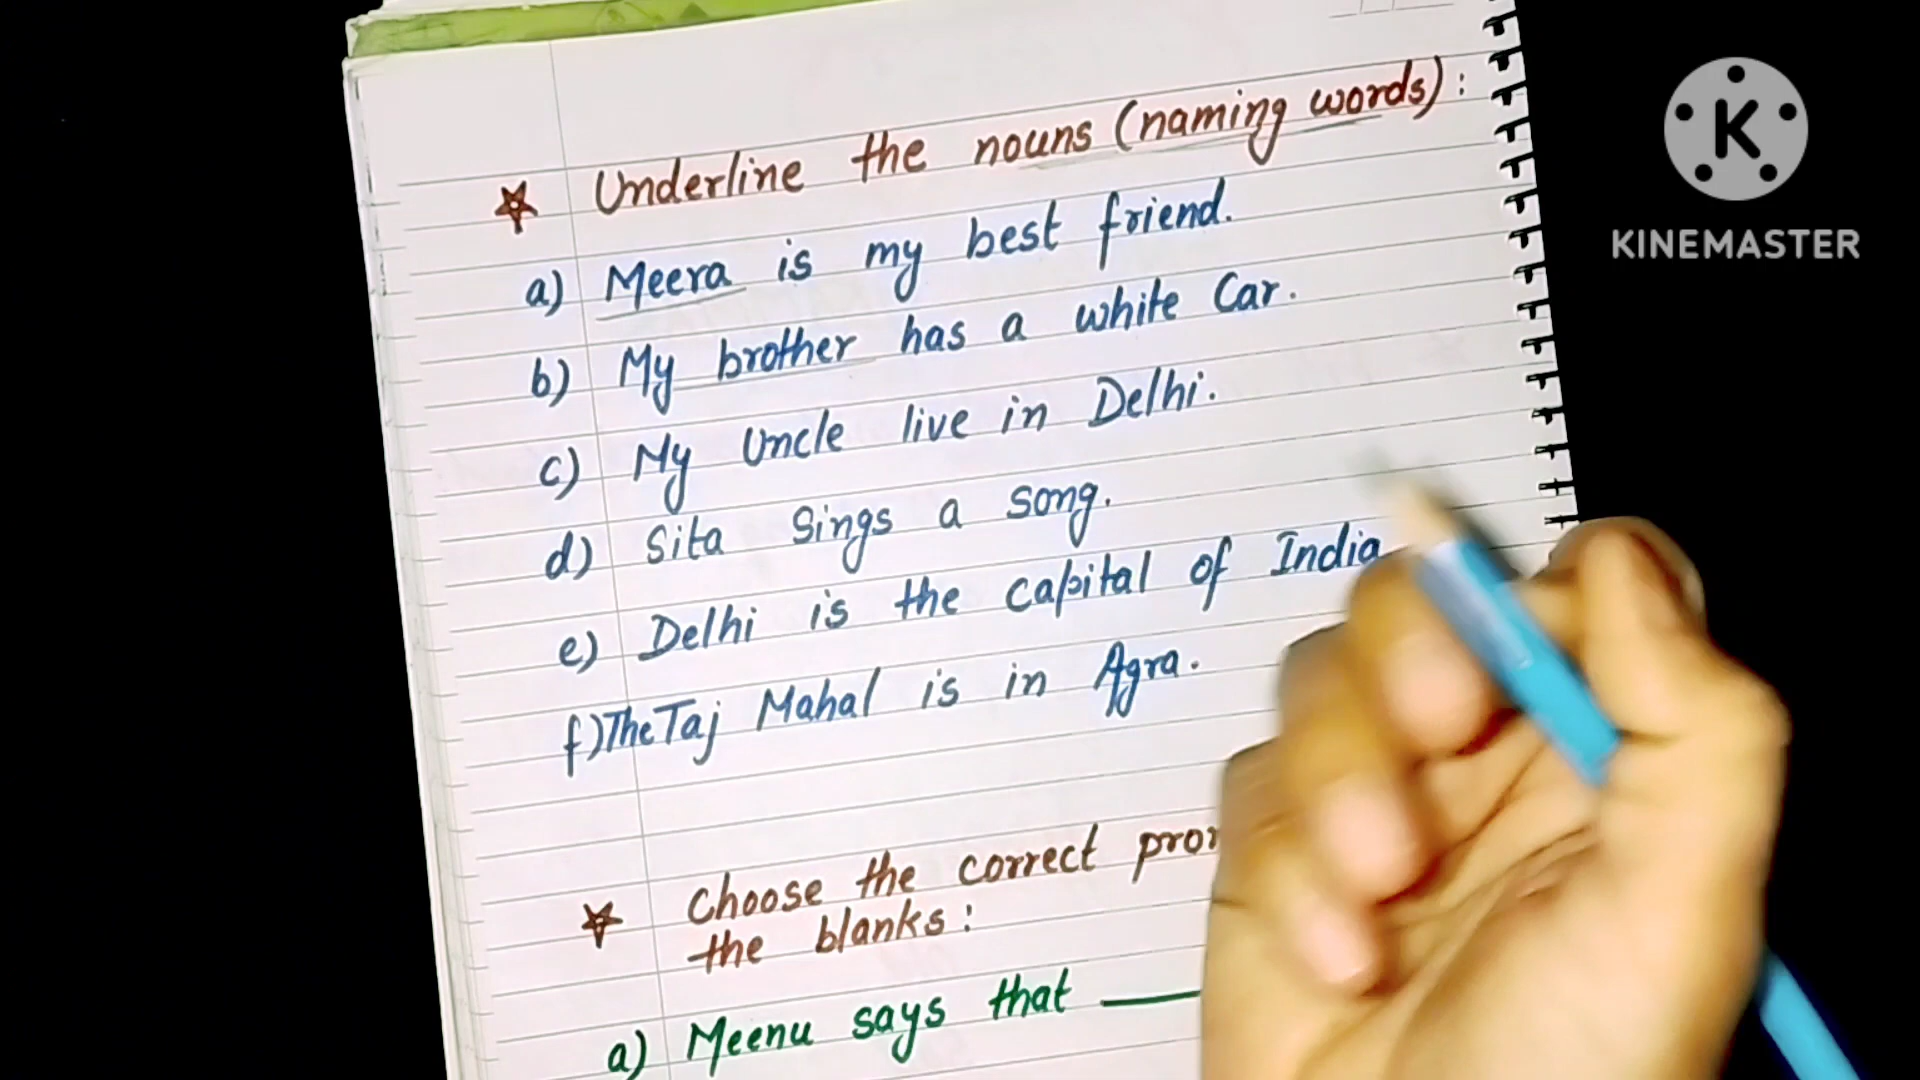 Underline the nouns (naming words):
a) Meera is my best friend.
b) My brother has a white Car.
c) My Uncle live in Delhi.
d) Sita Sings a song.
e) Delhi is the capital of India
f) The Taj Mahal is in Agra.
Choose the correct
the blanks:
a) Meenu says that
K
KINEMASTER